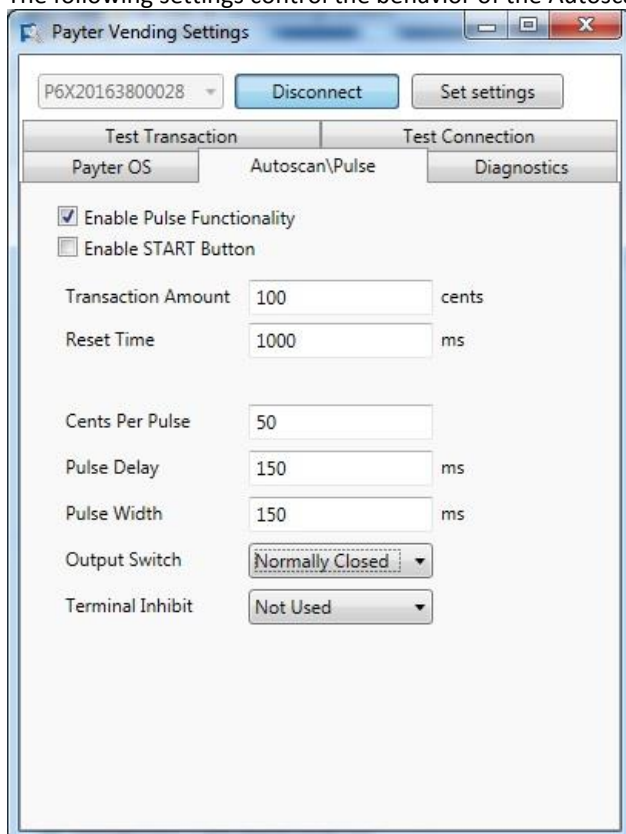 The following settings control the behavior of the Autosca
Payter Vending Settings
P6X20163800028 Disconnect Set settings
Test Transaction Test Connection
Payter OS Autoscan\Pulse Diagnostics
Enable Pulse Functionality
Enable START Button
Transaction Amount 100 cents
Reset Time 1000 ms
Cents Per Pulse 50
Pulse Delay 150 ms
Pulse Width 150 ms
Output Switch Normally Closed
Terminal Inhibit Not Used